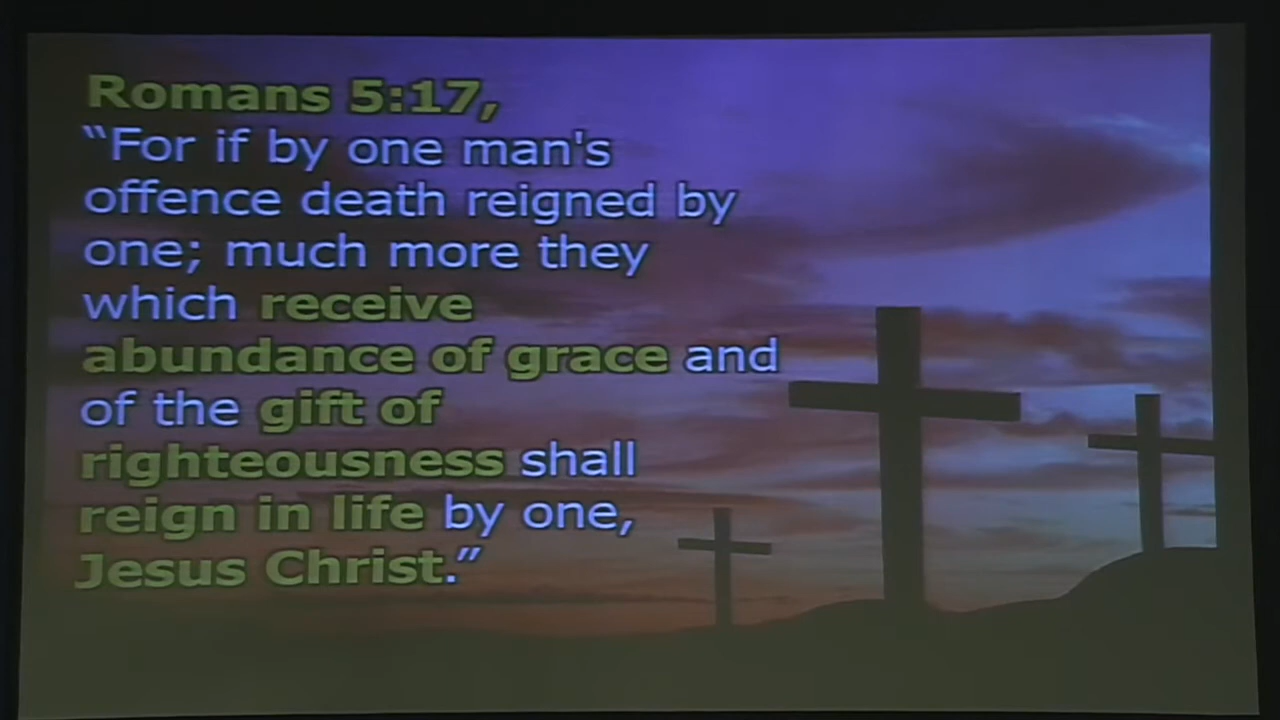 Romans 5:17,
“For if by one man's
offence death reigned by
one; much more they
which receive
abundance of grace and
of the gift of
righteousness shall
reign in life by one,
Jesus Christ.”